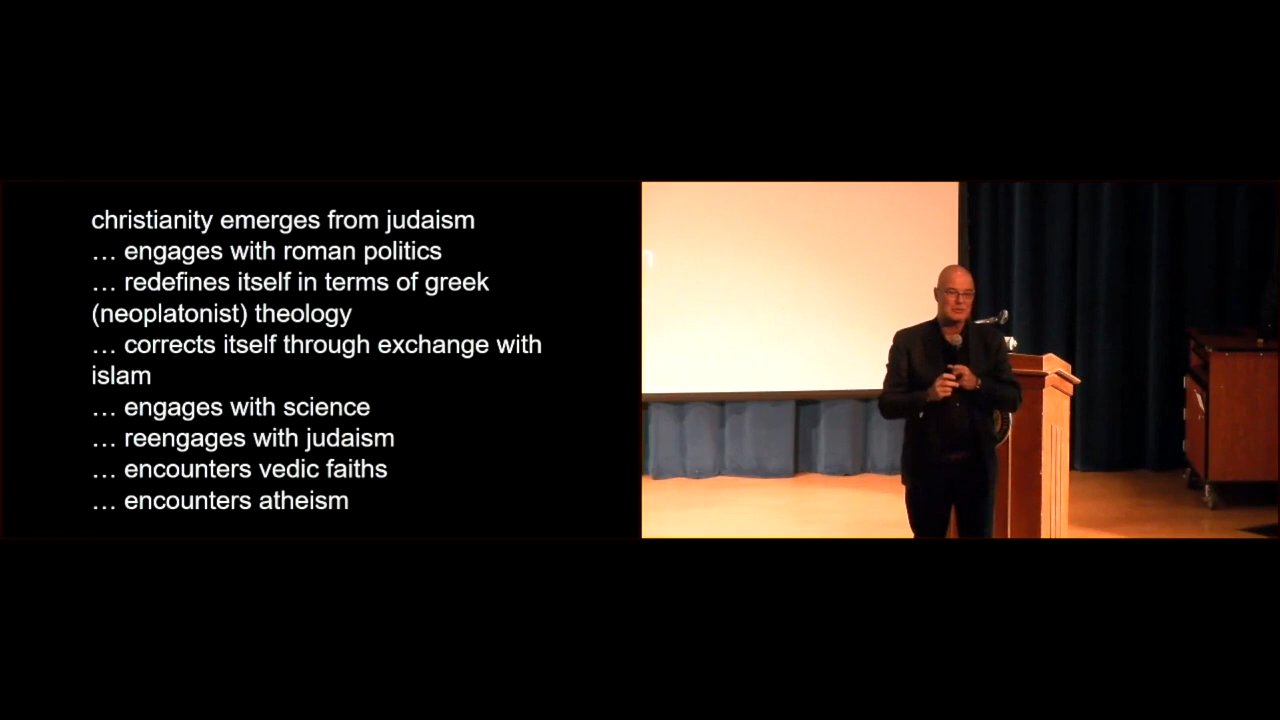 christianity emerges from judaism
… engages with roman politics
… redefines itself in terms of greek
(neoplatonist) theology
… corrects itself through exchange with
islam
… engages with science
… reengages with judaism
… encounters vedic faiths
… encounters atheism